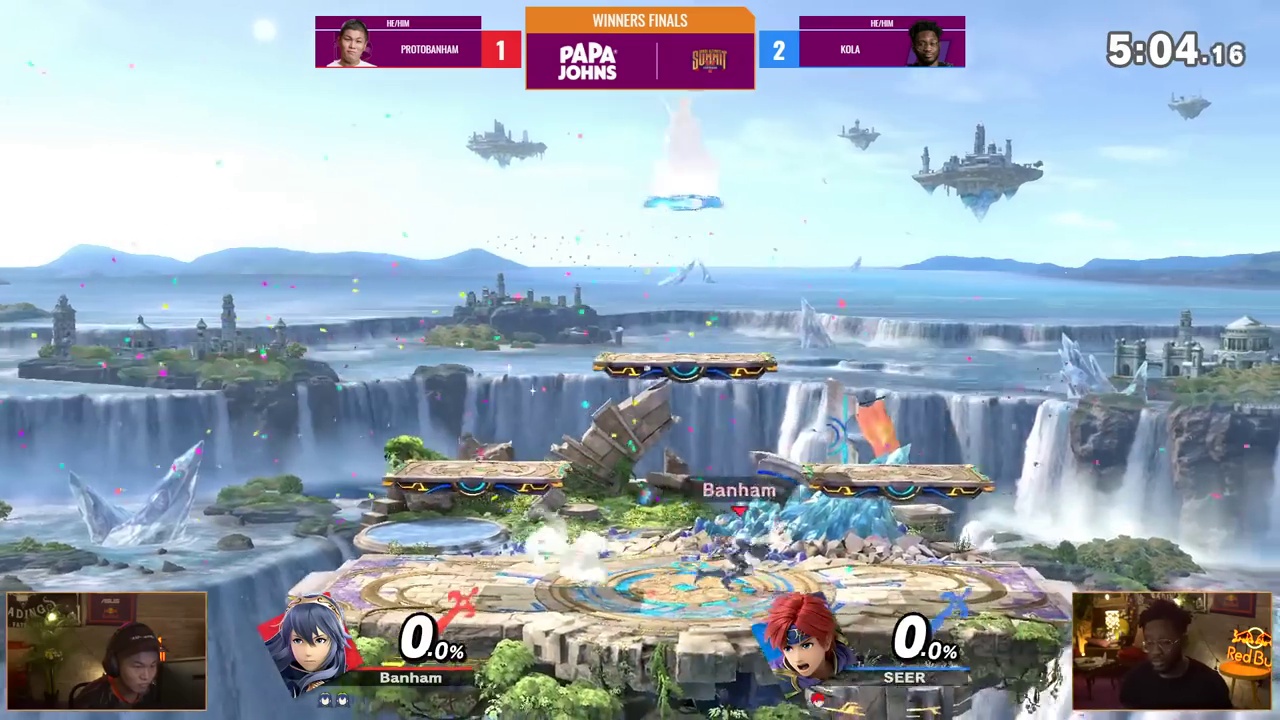 HE/HIM
PROTOBANHAM
1
WINNERS FINALS
PAPA JOHNS
SUMMIT
2
HE/HIM
KOLA
5:04.16
Banham
0.0%
Banham
0.0%
SEER
ASUS